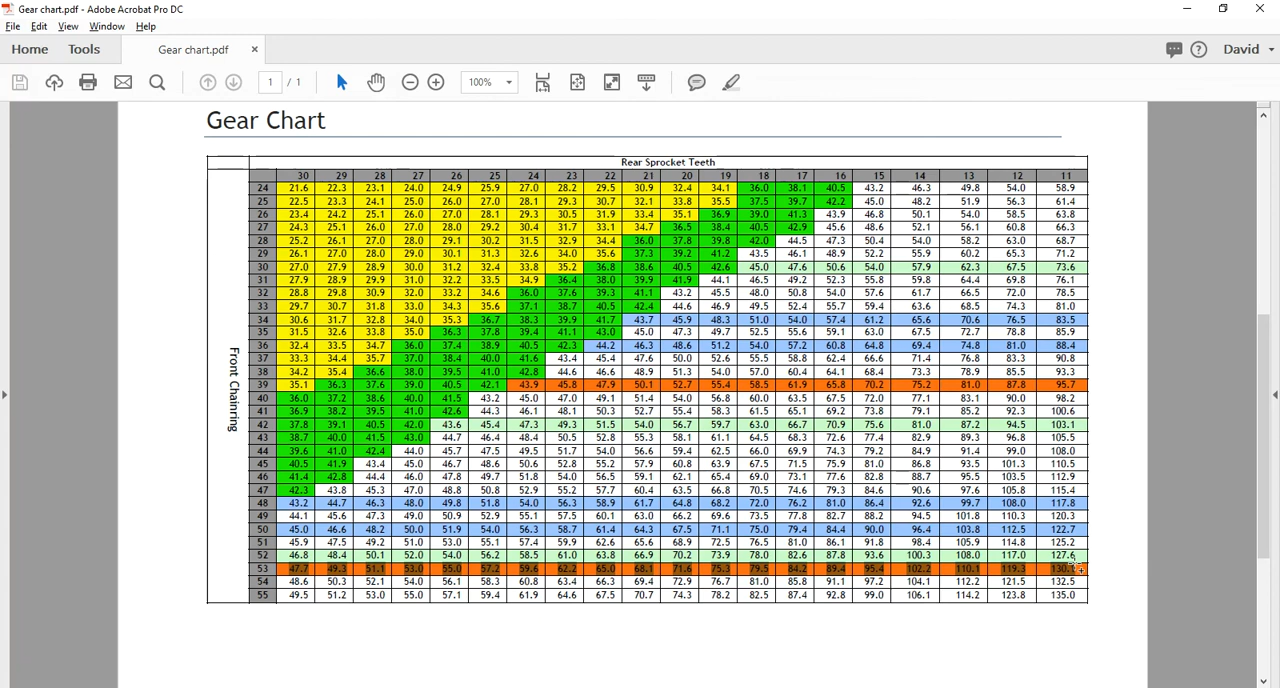 Gear chart.pdf - Adobe Acrobat Pro DC
File Edit View Window Help
Home Tools Gear chart.pdf × David
1 / 1 100%
Gear Chart
Rear Sprocket Teeth
30 29 28 27 26 25 24 23 22 21 20 19 18 17 16 15 14 13 12 11
Front Chainring
24 21.6 22.3 23.1 24.0 24.9 25.9 27.0 28.2 29.5 30.9 32.4 34.1 36.0 38.1 40.5 43.2 46.3 49.8 54.0 58.9
25 22.5 23.3 24.1 25.0 26.0 27.0 28.1 29.3 30.7 32.1 33.8 35.5 37.5 39.7 42.2 45.0 48.2 51.9 56.3 61.4
26 23.4 24.2 25.1 26.0 27.0 28.1 29.3 30.5 31.9 33.4 35.1 36.9 39.0 41.3 43.9 46.8 50.1 54.0 58.5 63.8
27 24.3 25.1 26.0 27.0 28.0 29.2 30.4 31.7 33.1 34.7 36.5 38.4 40.5 42.9 45.6 48.6 52.1 56.1 60.8 66.3
28 25.2 26.1 27.0 28.0 29.1 30.2 31.5 32.9 34.4 36.0 37.8 39.8 42.0 44.5 47.3 50.4 54.0 58.2 63.0 68.7
29 26.1 27.0 28.0 29.0 30.1 31.3 32.6 34.0 35.6 37.3 39.2 41.2 43.5 46.1 48.9 52.2 55.9 60.2 65.3 71.2
30 27.0 27.9 28.9 30.0 31.2 32.4 33.8 35.2 36.8 38.6 40.5 42.6 45.0 47.6 50.6 54.0 57.9 62.3 67.5 73.6
31 27.9 28.9 29.9 31.0 32.2 33.5 34.9 36.4 38.0 39.9 41.9 44.1 46.5 49.2 52.3 55.8 59.8 64.4 69.8 76.1
32 28.8 29.8 30.9 32.0 33.2 34.6 36.0 37.6 39.3 41.1 43.2 45.5 48.0 50.8 54.0 57.6 61.7 66.5 72.0 78.5
33 29.7 30.7 31.8 33.0 34.3 35.6 37.1 38.7 40.5 42.4 44.6 46.9 49.5 52.4 55.7 59.4 63.6 68.5 74.3 81.0
34 30.6 31.7 32.8 34.0 35.3 36.7 38.3 39.9 41.7 43.7 45.9 48.3 51.0 54.0 57.4 61.2 65.6 70.6 76.5 83.5
35 31.5 32.6 33.8 35.0 36.3 37.8 39.4 41.1 43.0 45.0 47.3 49.7 52.5 55.6 59.1 63.0 67.5 72.7 78.8 85.9
36 32.4 33.5 34.7 36.0 37.4 38.9 40.5 42.3 44.2 46.3 48.6 51.2 54.0 57.2 60.8 64.8 69.4 74.8 81.0 88.4
37 33.3 34.4 35.7 37.0 38.4 40.0 41.6 43.4 45.4 47.6 50.0 52.6 55.5 58.8 62.4 66.6 71.4 76.8 83.3 90.8
38 34.2 35.4 36.6 38.0 39.5 41.0 42.8 44.6 46.6 48.9 51.3 54.0 57.0 60.4 64.1 68.4 73.3 78.9 85.5 93.3
39 35.1 36.3 37.6 39.0 40.5 42.1 43.9 45.8 47.9 50.1 52.7 55.4 58.5 61.9 65.8 70.2 75.2 81.0 87.8 95.7
40 36.0 37.2 38.6 40.0 41.5 43.2 45.0 47.0 49.1 51.4 54.0 56.8 60.0 63.5 67.5 72.0 77.1 83.1 90.0 98.2
41 36.9 38.2 39.5 41.0 42.6 44.3 46.1 48.1 50.3 52.7 55.4 58.3 61.5 65.1 69.2 73.8 79.1 85.2 92.3 100.6
42 37.8 39.1 40.5 42.0 43.6 45.4 47.3 49.3 51.5 54.0 56.7 59.7 63.0 66.7 70.9 75.6 81.0 87.2 94.5 103.1
43 38.7 40.0 41.5 43.0 44.7 46.4 48.4 50.5 52.8 55.3 58.1 61.1 64.5 68.3 72.6 77.4 82.9 89.3 96.8 105.5
44 39.6 41.0 42.4 44.0 45.7 47.5 49.5 51.7 54.0 56.6 59.4 62.5 66.0 69.9 74.3 79.2 84.9 91.4 99.0 108.0
45 40.5 41.9 43.4 45.0 46.7 48.6 50.6 52.8 55.2 57.9 60.8 63.9 67.5 71.5 75.9 81.0 86.8 93.5 101.3 110.5
46 41.4 42.8 44.4 46.0 47.8 49.7 51.8 54.0 56.5 59.1 62.1 65.4 69.0 73.1 77.6 82.8 88.7 95.5 103.5 112.9
47 42.3 43.8 45.3 47.0 48.8 50.8 52.9 55.2 57.7 60.4 63.5 66.8 70.5 74.6 79.3 84.6 90.6 97.6 105.8 115.4
48 43.2 44.7 46.3 48.0 49.8 51.8 54.0 56.3 58.9 61.7 64.8 68.2 72.0 76.2 81.0 86.4 92.6 99.7 108.0 117.8
49 44.1 45.6 47.3 49.0 50.9 52.9 55.1 57.5 60.1 63.0 66.2 69.6 73.5 77.8 82.7 88.2 94.5 101.8 110.3 120.3
50 45.0 46.6 48.2 50.0 51.9 54.0 56.3 58.7 61.4 64.3 67.5 71.1 75.0 79.4 84.4 90.0 96.4 103.8 112.5 122.7
51 45.9 47.5 49.2 51.0 53.0 55.1 57.4 59.9 62.6 65.6 68.9 72.5 76.5 81.0 86.1 91.8 98.4 105.9 114.8 125.2
52 46.8 48.4 50.1 52.0 54.0 56.2 58.5 61.0 63.8 66.9 70.2 73.9 78.0 82.6 87.8 93.6 100.3 108.0 117.0 127.6
53 47.7 49.3 51.1 53.0 55.0 57.2 59.6 62.2 65.0 68.1 71.6 75.3 79.5 84.2 89.4 95.4 102.2 110.1 119.3 130.1
54 48.6 50.3 52.1 54.0 56.1 58.3 60.8 63.4 66.3 69.4 72.9 76.7 81.0 85.8 91.1 97.2 104.1 112.2 121.5 132.5
55 49.5 51.2 53.0 55.0 57.1 59.4 61.9 64.6 67.5 70.7 74.3 78.2 82.5 87.4 92.8 99.0 106.1 114.2 123.8 135.0